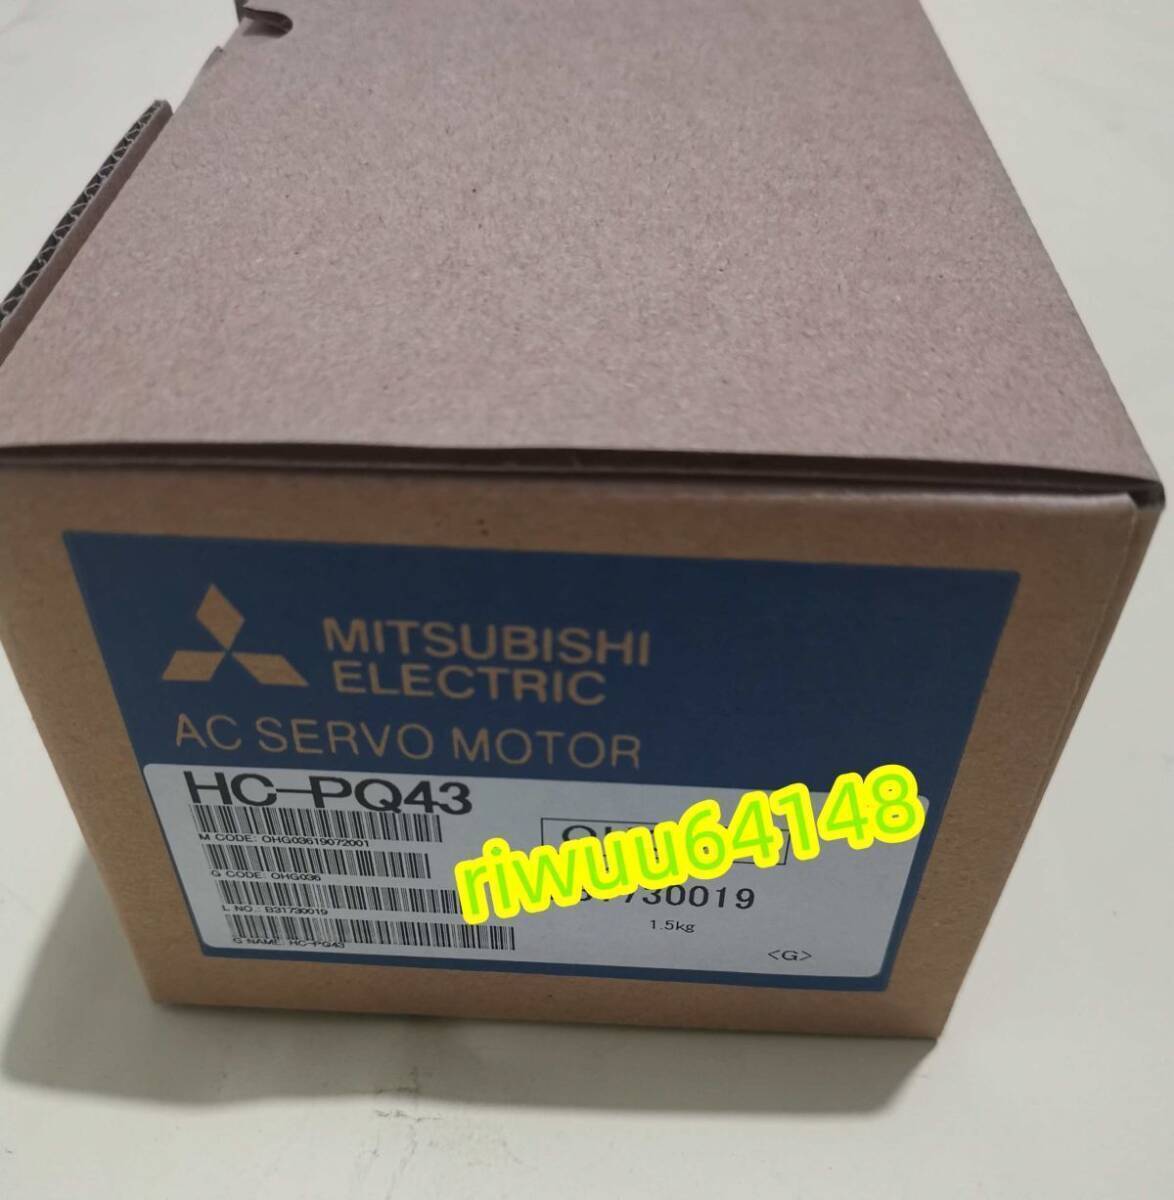 MITSUBISHI
ELECTRIC
AC SERVO MOTOR
HC-PQ43
M CODE: OHG03619072001
G CODE: OHG036
L.NO.: B31730019
G NAME: HC-PQ43
riwuu64148
1.5kg
<G>